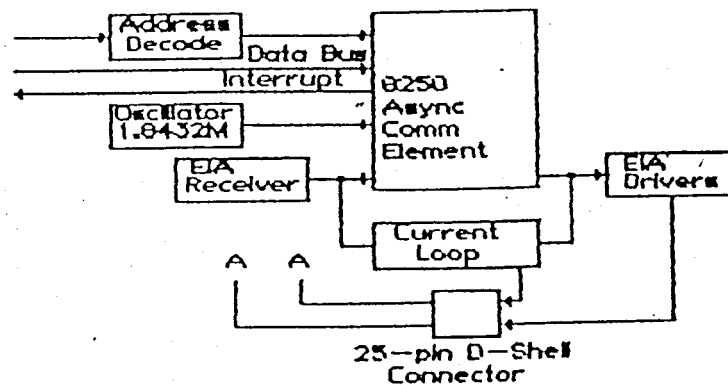 Address
Decode
Data Bus
Interrupt
8250
Async
Comm
Element
Oscillator
1.8432M
EIA
Receiver
EIA
Drivers
Current
Loop
A A
25-pin D-Shell
Connector